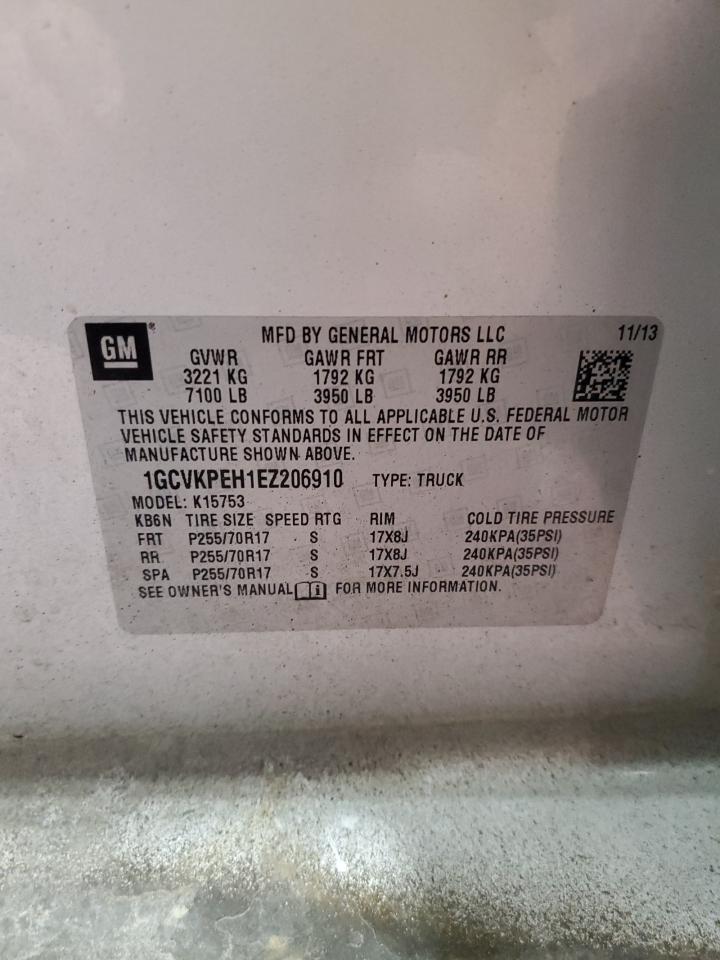 GM
MFD BY GENERAL MOTORS LLC 11/13
GVWR GAWR FRT GAWR RR
3221 KG 1792 KG 1792 KG
7100 LB 3950 LB 3950 LB
THIS VEHICLE CONFORMS TO ALL APPLICABLE U.S. FEDERAL MOTOR
VEHICLE SAFETY STANDARDS IN EFFECT ON THE DATE OF
MANUFACTURE SHOWN ABOVE.
1GCVKPEH1EZ206910 TYPE: TRUCK
MODEL: K15753
KB6N TIRE SIZE SPEED RTG RIM COLD TIRE PRESSURE
FRT P255/70R17 S 17X8J 240KPA(35PSI)
RR P255/70R17 S 17X8J 240KPA(35PSI)
SPA P255/70R17 S 17X7.5J 240KPA(35PSI)
SEE OWNER'S MANUAL FOR MORE INFORMATION.